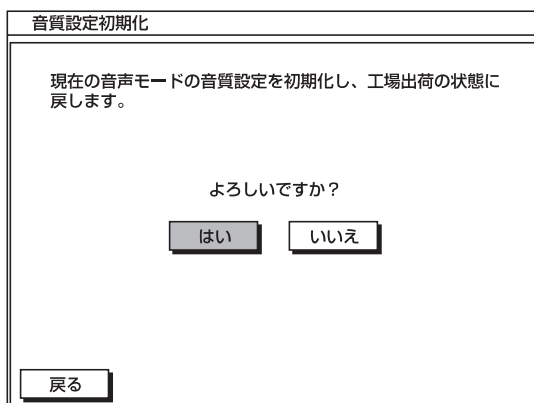 音質設定初期化
現在の音声モードの音質設定を初期化し、工場出荷の状態に
戻します。
よろしいですか？
はい
いいえ
戻る